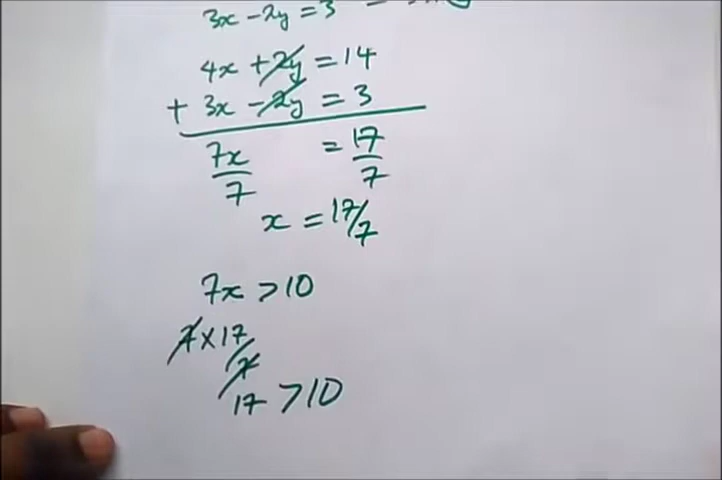 3x - 2y = 3
4x + 2y = 14
+ 3x - 2y = 3
7x/7 = 17/7
x = 17/7
7x > 10
7 x 17/7
17 > 10